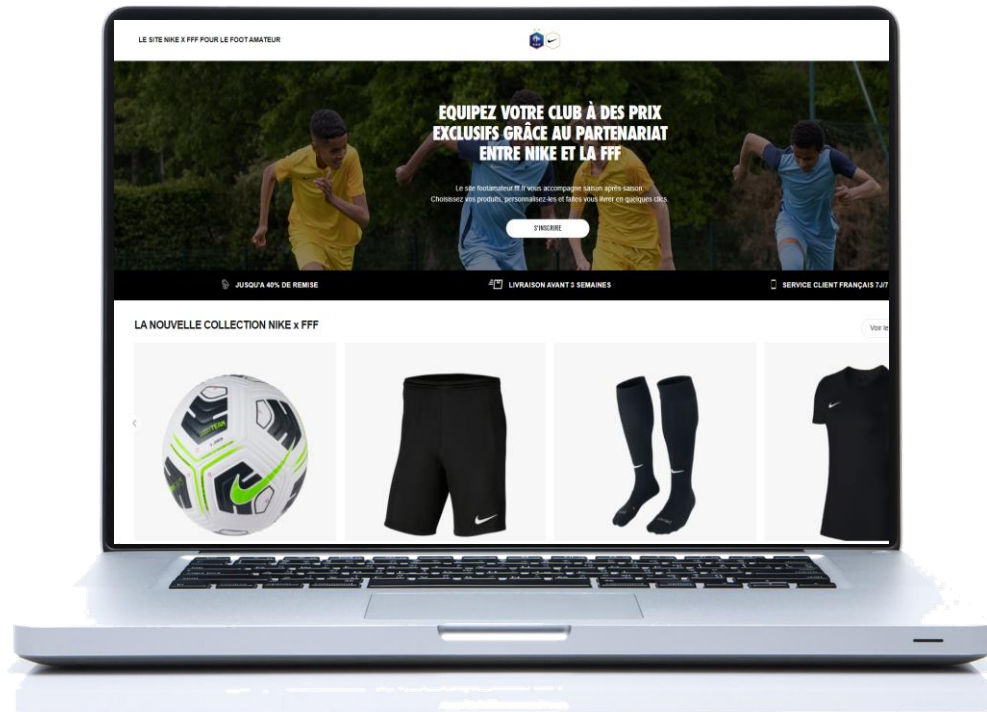 LE SITE NIKE X FFF POUR LE FOOT AMATEUR
EQUIPEZ VOTRE CLUB À DES PRIX
EXCLUSIFS GRÂCE AU PARTENARIAT
ENTRE NIKE ET LA FFF
Le site footamateur.fff.fr vous accompagne saison après saison.
Choisissez vos produits, personnalisez-les et faites vous livrer en quelques clics.
S'INSCRIRE
JUSQU'A 40% DE REMISE
LIVRAISON AVANT 3 SEMAINES
SERVICE CLIENT FRANÇAIS 7J/7
LA NOUVELLE COLLECTION NIKE x FFF
Voir le
TEAM